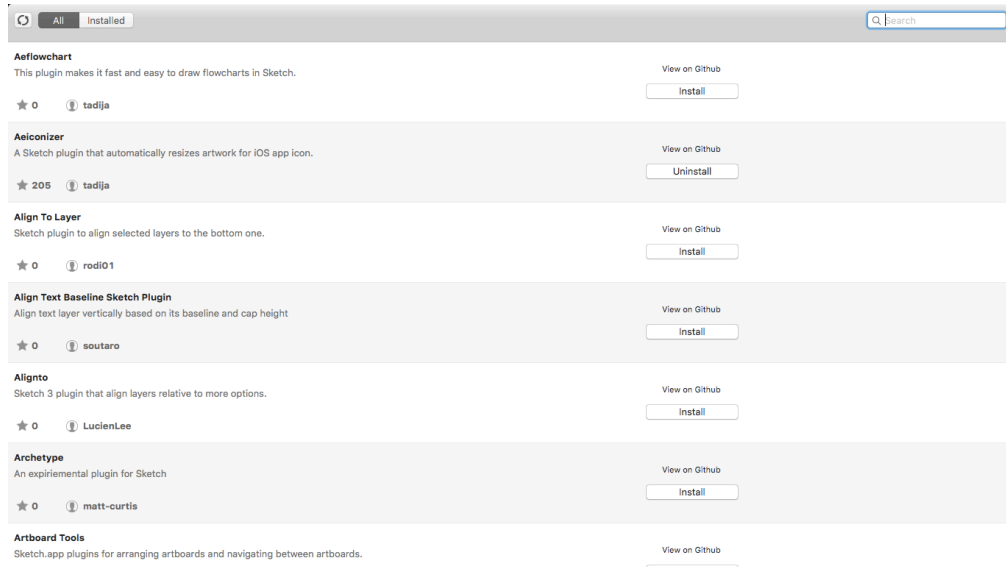 All Installed Search
Aeflowchart
This plugin makes it fast and easy to draw flowcharts in Sketch.
View on Github
Install
0 tadija
Aeiconizer
A Sketch plugin that automatically resizes artwork for iOS app icon.
View on Github
Uninstall
205 tadija
Align To Layer
Sketch plugin to align selected layers to the bottom one.
View on Github
Install
0 rodi01
Align Text Baseline Sketch Plugin
Align text layer vertically based on its baseline and cap height
View on Github
Install
0 soutaro
Alignto
Sketch 3 plugin that align layers relative to more options.
View on Github
Install
0 LucienLee
Archetype
An expiriemental plugin for Sketch
View on Github
Install
0 matt-curtis
Artboard Tools
Sketch.app plugins for arranging artboards and navigating between artboards.
View on Github